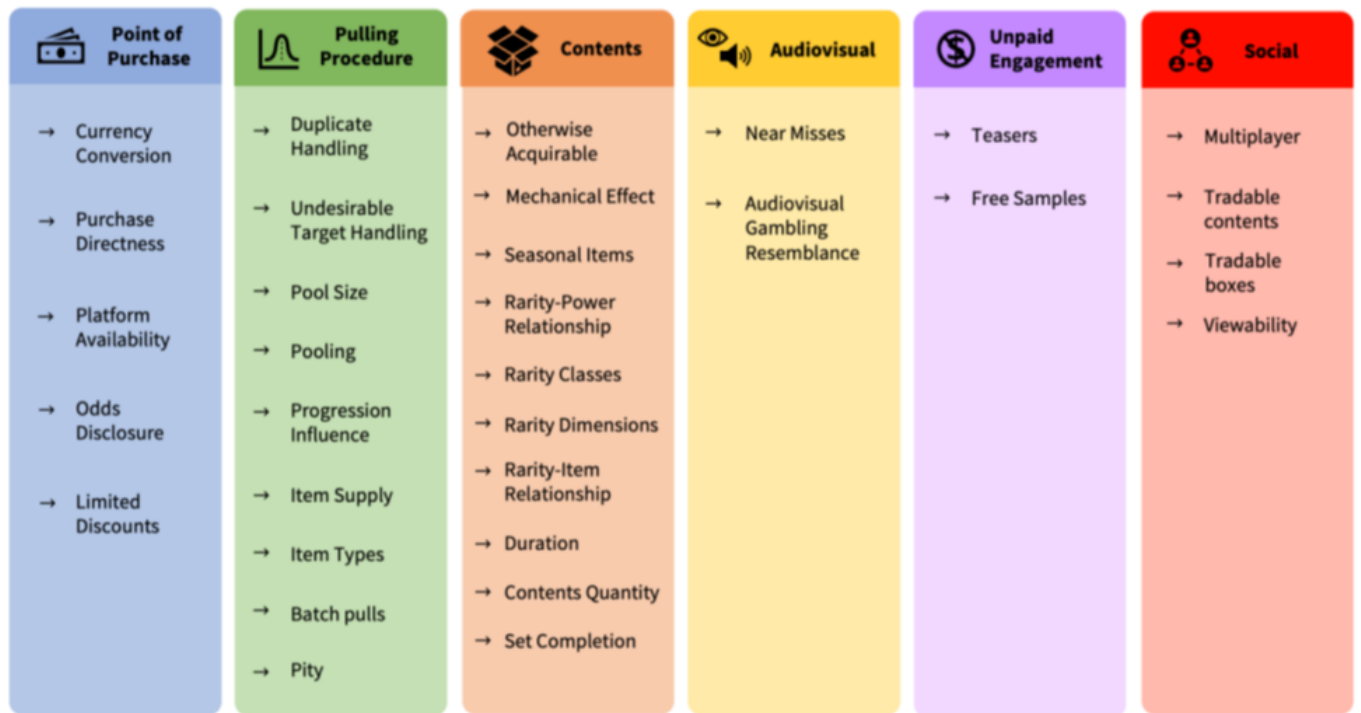 Point of
Purchase
→ Currency
Conversion
→ Purchase
Directness
→ Platform
Availability
→ Odds
Disclosure
→ Limited
Discounts
Pulling
Procedure
→ Duplicate
Handling
→ Undesirable
Target Handling
→ Pool Size
→ Pooling
→ Progression
Influence
→ Item Supply
→ Item Types
→ Batch pulls
→ Pity
Contents
→ Otherwise
Acquirable
→ Mechanical Effect
→ Seasonal Items
→ Rarity-Power
Relationship
→ Rarity Classes
→ Rarity Dimensions
→ Rarity-Item
Relationship
→ Duration
→ Contents Quantity
→ Set Completion
Audiovisual
→ Near Misses
→ Audiovisual
Gambling
Resemblance
Unpaid
Engagement
→ Teasers
→ Free Samples
Social
→ Multiplayer
→ Tradable
contents
→ Tradable
boxes
→ Viewability